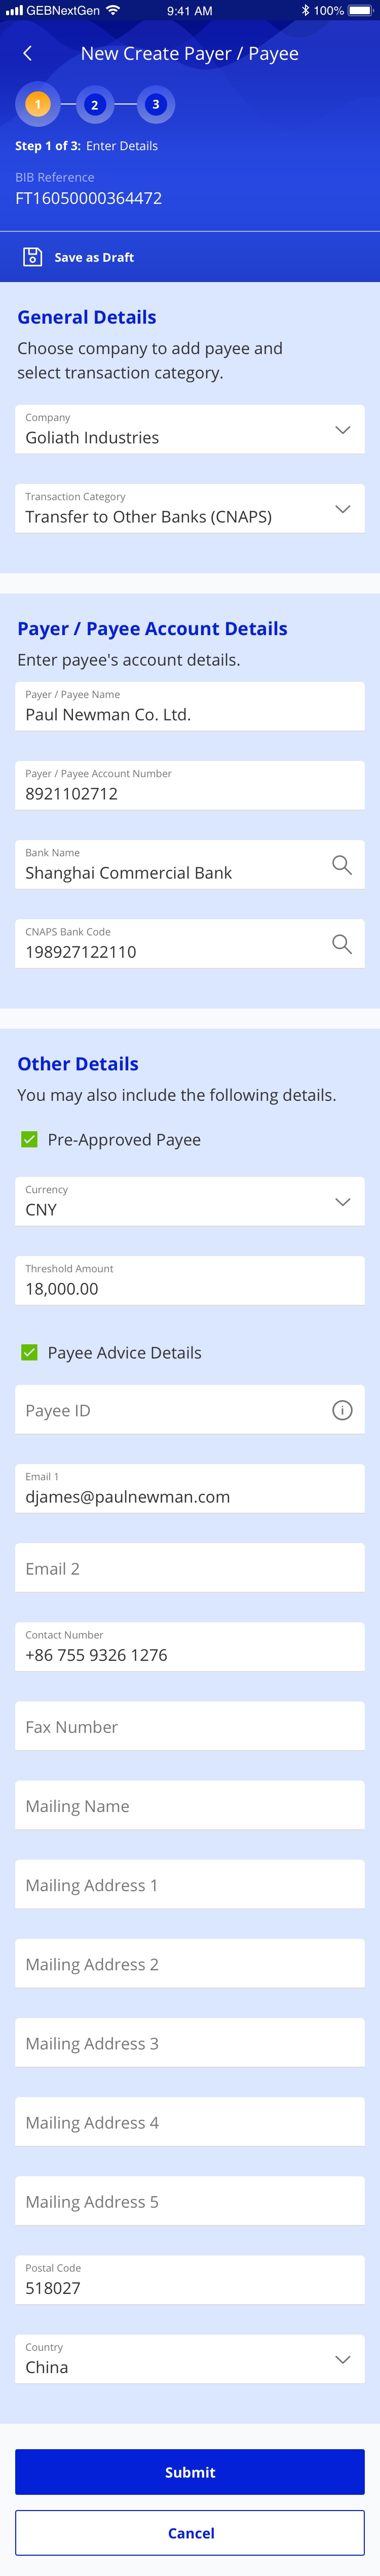 GEBNextGen
9:41 AM
100%
New Create Payer / Payee
1
2
3
Step 1 of 3: Enter Details
BIB Reference
FT16050000364472
Save as Draft
General Details
Choose company to add payee and
select transaction category.
Company
Goliath Industries
Transaction Category
Transfer to Other Banks (CNAPS)
Payer / Payee Account Details
Enter payee's account details.
Payer / Payee Name
Paul Newman Co. Ltd.
Payer / Payee Account Number
8921102712
Bank Name
Shanghai Commercial Bank
CNAPS Bank Code
198927122110
Other Details
You may also include the following details.
Pre-Approved Payee
Currency
CNY
Threshold Amount
18,000.00
Payee Advice Details
Payee ID
Email 1
djames@paulnewman.com
Email 2
Contact Number
+86 755 9326 1276
Fax Number
Mailing Name
Mailing Address 1
Mailing Address 2
Mailing Address 3
Mailing Address 4
Mailing Address 5
Postal Code
518027
Country
China
Submit
Cancel